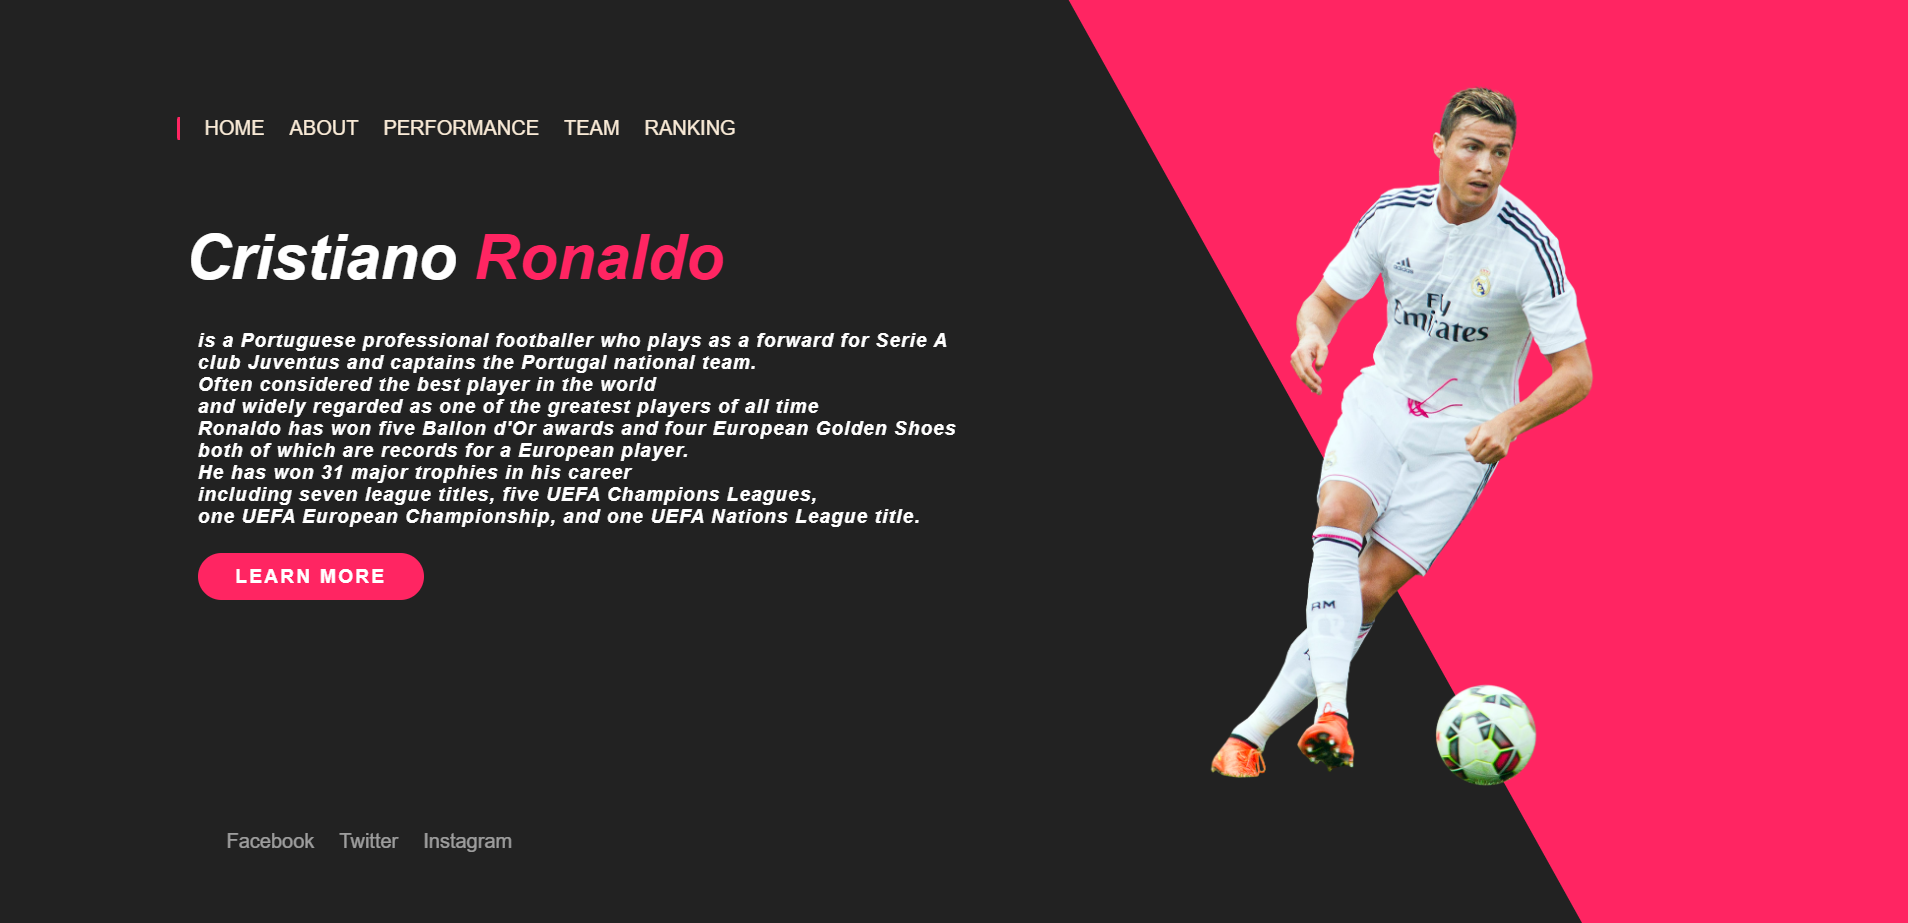 HOME ABOUT PERFORMANCE TEAM RANKING
Cristiano Ronaldo
is a Portuguese professional footballer who plays as a forward for Serie A
club Juventus and captains the Portugal national team.
Often considered the best player in the world
and widely regarded as one of the greatest players of all time
Ronaldo has won five Ballon d'Or awards and four European Golden Shoes
both of which are records for a European player.
He has won 31 major trophies in his career
including seven league titles, five UEFA Champions Leagues,
one UEFA European Championship, and one UEFA Nations League title.
LEARN MORE
adidas
Fly
Emirates
RM
Facebook Twitter Instagram